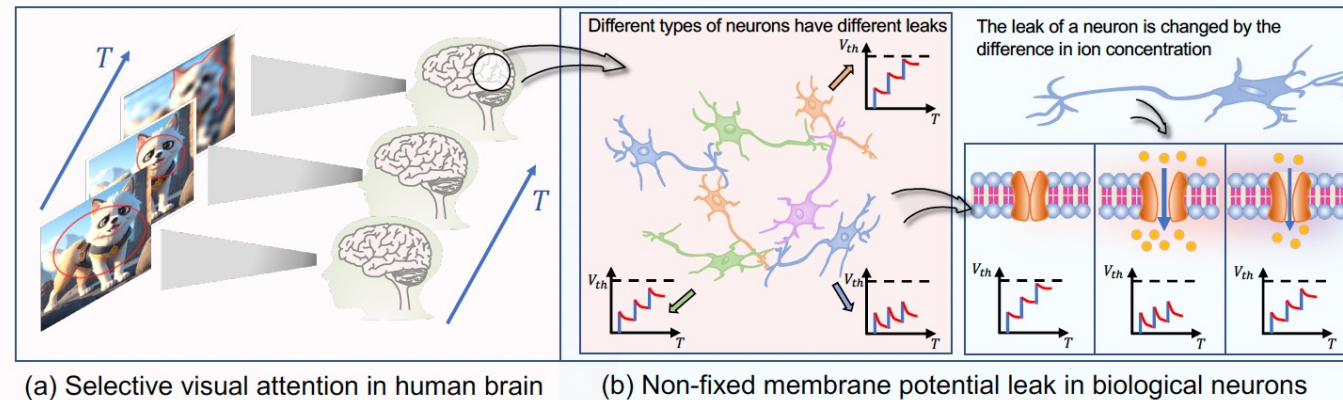 T
T
(a) Selective visual attention in human brain
Different types of neurons have different leaks
V_th
T
V_th
T
V_th
T
The leak of a neuron is changed by the
difference in ion concentration
V_th
T
V_th
T
V_th
T
(b) Non-fixed membrane potential leak in biological neurons